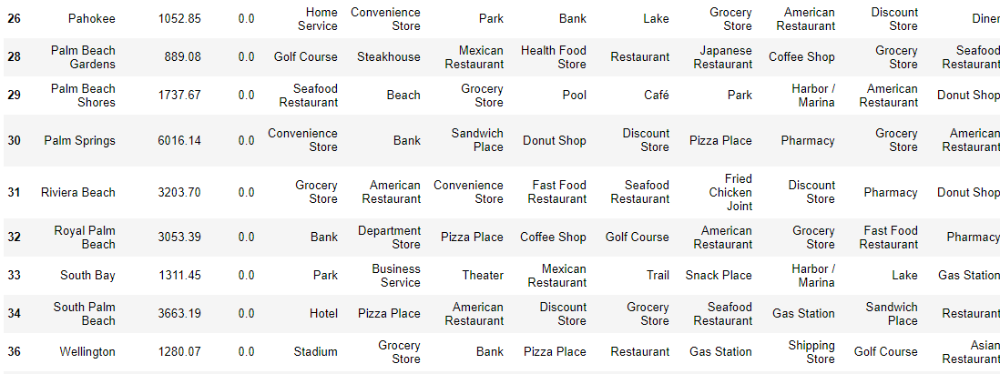 26 Pahokee 1052.85 0.0 Home Service Convenience Store Park Bank Lake Grocery Store American Restaurant Discount Store Diner
28 Palm Beach Gardens 889.08 0.0 Golf Course Steakhouse Mexican Restaurant Health Food Store Restaurant Japanese Restaurant Coffee Shop Grocery Store Seafood Restaurant
29 Palm Beach Shores 1737.67 0.0 Seafood Restaurant Beach Grocery Store Pool Café Park Harbor / Marina American Restaurant Donut Shop
30 Palm Springs 6016.14 0.0 Convenience Store Bank Sandwich Place Donut Shop Discount Store Pizza Place Pharmacy Grocery Store American Restaurant
31 Riviera Beach 3203.70 0.0 Grocery Store American Restaurant Convenience Store Fast Food Restaurant Seafood Restaurant Fried Chicken Joint Discount Store Pharmacy Donut Shop
32 Royal Palm Beach 3053.39 0.0 Bank Department Store Pizza Place Coffee Shop Golf Course American Restaurant Grocery Store Fast Food Restaurant Pharmacy
33 South Bay 1311.45 0.0 Park Business Service Theater Mexican Restaurant Trail Snack Place Harbor / Marina Lake Gas Station
34 South Palm Beach 3663.19 0.0 Hotel Pizza Place American Restaurant Discount Store Grocery Store Seafood Restaurant Gas Station Sandwich Place Restaurant
36 Wellington 1280.07 0.0 Stadium Grocery Store Bank Pizza Place Restaurant Gas Station Shipping Store Golf Course Asian Restaurant